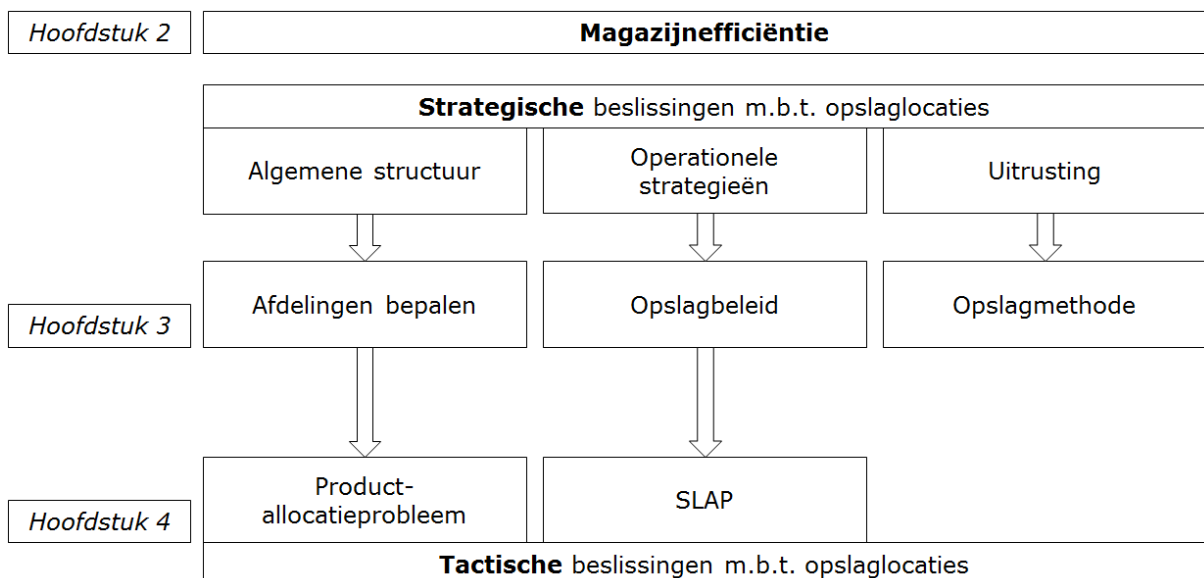 Hoofdstuk 2
Magazijnefficiëntie
Strategische beslissingen m.b.t. opslaglocaties
Algemene structuur
Operationele
strategieën
Uitrusting
Hoofdstuk 3
Afdelingen bepalen
Opslagbeleid
Opslagmethode
Hoofdstuk 4
Product-
allocatieprobleem
SLAP
Tactische beslissingen m.b.t. opslaglocaties